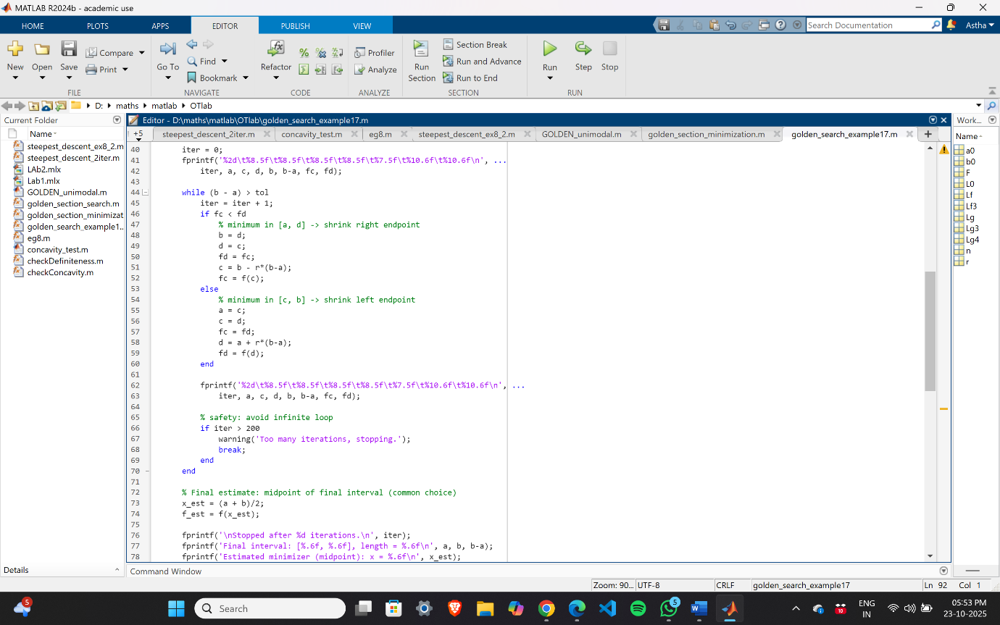 MATLAB R2024b - academic use
HOME PLOTS APPS EDITOR PUBLISH VIEW Search Documentation Astha
New Open Save Compare Print
Go To Find Bookmark
Refactor
Profiler Analyze
Run Section Section Break Run and Advance Run to End
Run Step Stop
FILE NAVIGATE CODE ANALYZE SECTION RUN
D: maths matlab OTlab
Current Folder
Name
steepest_descent_ex8_2.m
steepest_descent_2iter.m
LAb2.mlx
Lab1.mlx
GOLDEN_unimodal.m
golden_section_search.m
golden_section_minimizat
golden_search_example1...
eg8.m
concavity_test.m
checkDefiniteness.m
checkConcavity.m
Details
Editor - D:\maths\matlab\OTlab\golden_search_example17.m
+5 steepest_descent_2iter.m concavity_test.m eg8.m steepest_descent_ex8_2.m GOLDEN_unimodal.m golden_section_minimization.m golden_search_example17.m +
40 iter = 0;
41 fprintf('%2d\t%8.5f\t%8.5f\t%8.5f\t%8.5f\t%7.5f\t%10.6f\t%10.6f\n', ...
42 iter, a, c, d, b, b-a, fc, fd);
43
44 while (b - a) > tol
45 iter = iter + 1;
46 if fc < fd
47 % minimum in [a, d] -> shrink right endpoint
48 b = d;
49 d = c;
50 fd = fc;
51 c = b - r*(b-a);
52 fc = f(c);
53 else
54 % minimum in [c, b] -> shrink left endpoint
55 a = c;
56 c = d;
57 fc = fd;
58 d = a + r*(b-a);
59 fd = f(d);
60 end
61
62 fprintf('%2d\t%8.5f\t%8.5f\t%8.5f\t%8.5f\t%7.5f\t%10.6f\t%10.6f\n', ...
63 iter, a, c, d, b, b-a, fc, fd);
64
65 % safety: avoid infinite loop
66 if iter > 200
67 warning('Too many iterations, stopping.');
68 break;
69 end
70 end
71
72 % Final estimate: midpoint of final interval (common choice)
73 x_est = (a + b)/2;
74 f_est = f(x_est);
75
76 fprintf('\nStopped after %d iterations.\n', iter);
77 fprintf('Final interval: [%.6f, %.6f], length = %.6f\n', a, b, b-a);
78 fprintf('Estimated minimizer (midpoint): x = %.6f\n', x_est);
Command Window
Work...
Name
a0
b0
F
L0
Lf
Lf3
Lg
Lg3
Lg4
n
r
Zoom: 90... UTF-8 CRLF golden_search_example17 Ln 92 Col 1
5 Search 5 10 ENG IN 05:53 PM 23-10-2025